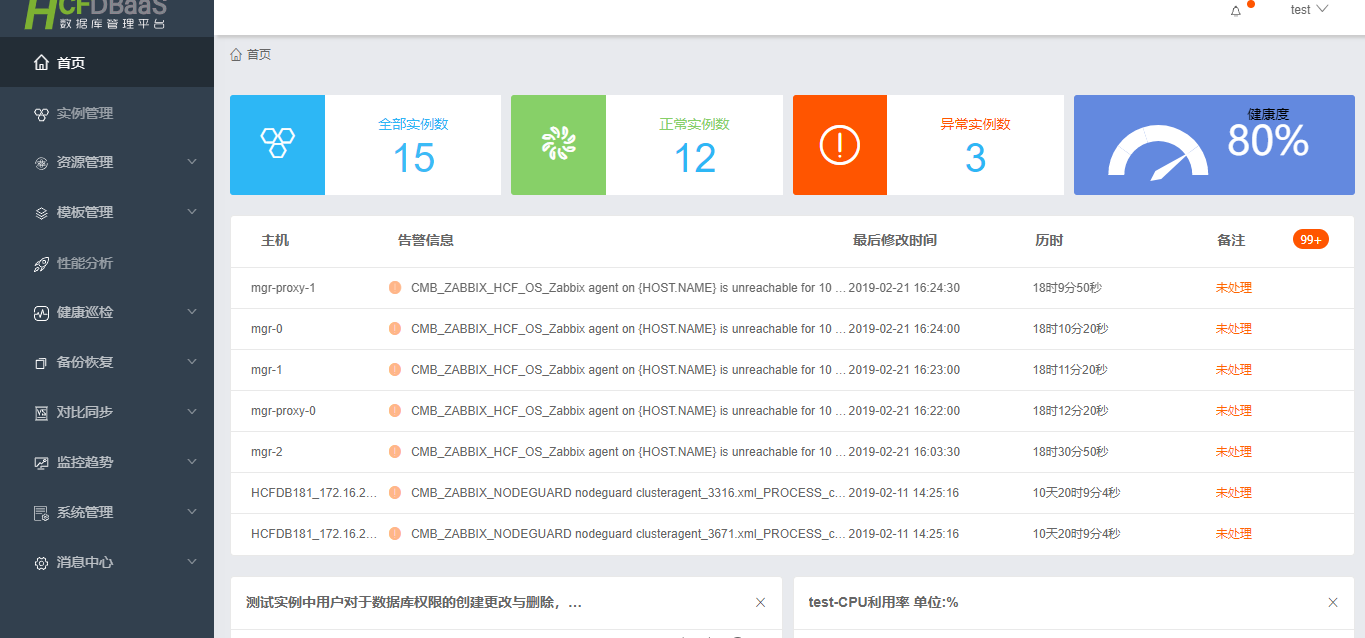 HCFDBaaS
数据库管理平台
test
首页
实例管理
资源管理
模板管理
性能分析
健康巡检
备份恢复
对比同步
监控趋势
系统管理
消息中心
首页
全部实例数
15
正常实例数
12
异常实例数
3
健康度
80%
主机 告警信息 最后修改时间 历时 备注 99+
mgr-proxy-1 CMB_ZABBIX_HCF_OS_Zabbix agent on {HOST.NAME} is unreachable for 10 ... 2019-02-21 16:24:30 18时9分50秒 未处理
mgr-0 CMB_ZABBIX_HCF_OS_Zabbix agent on {HOST.NAME} is unreachable for 10 ... 2019-02-21 16:24:00 18时10分20秒 未处理
mgr-1 CMB_ZABBIX_HCF_OS_Zabbix agent on {HOST.NAME} is unreachable for 10 ... 2019-02-21 16:23:00 18时11分20秒 未处理
mgr-proxy-0 CMB_ZABBIX_HCF_OS_Zabbix agent on {HOST.NAME} is unreachable for 10 ... 2019-02-21 16:22:00 18时12分20秒 未处理
mgr-2 CMB_ZABBIX_HCF_OS_Zabbix agent on {HOST.NAME} is unreachable for 10 ... 2019-02-21 16:03:30 18时30分50秒 未处理
HCFDB181_172.16.2... CMB_ZABBIX_NODEGUARD nodeguard clusteragent_3316.xml_PROCESS_c... 2019-02-11 14:25:16 10天20时9分4秒 未处理
HCFDB181_172.16.2... CMB_ZABBIX_NODEGUARD nodeguard clusteragent_3671.xml_PROCESS_c... 2019-02-11 14:25:16 10天20时9分4秒 未处理
测试实例中用户对于数据库权限的创建更改与删除，...
test-CPU利用率 单位:%